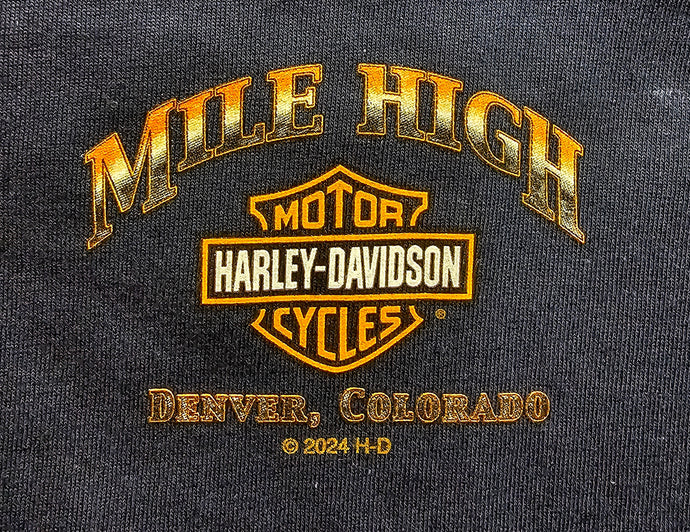 MILE HIGH
MOTOR
HARLEY-DAVIDSON
CYCLES ®
DENVER, COLORADO
© 2024 H-D